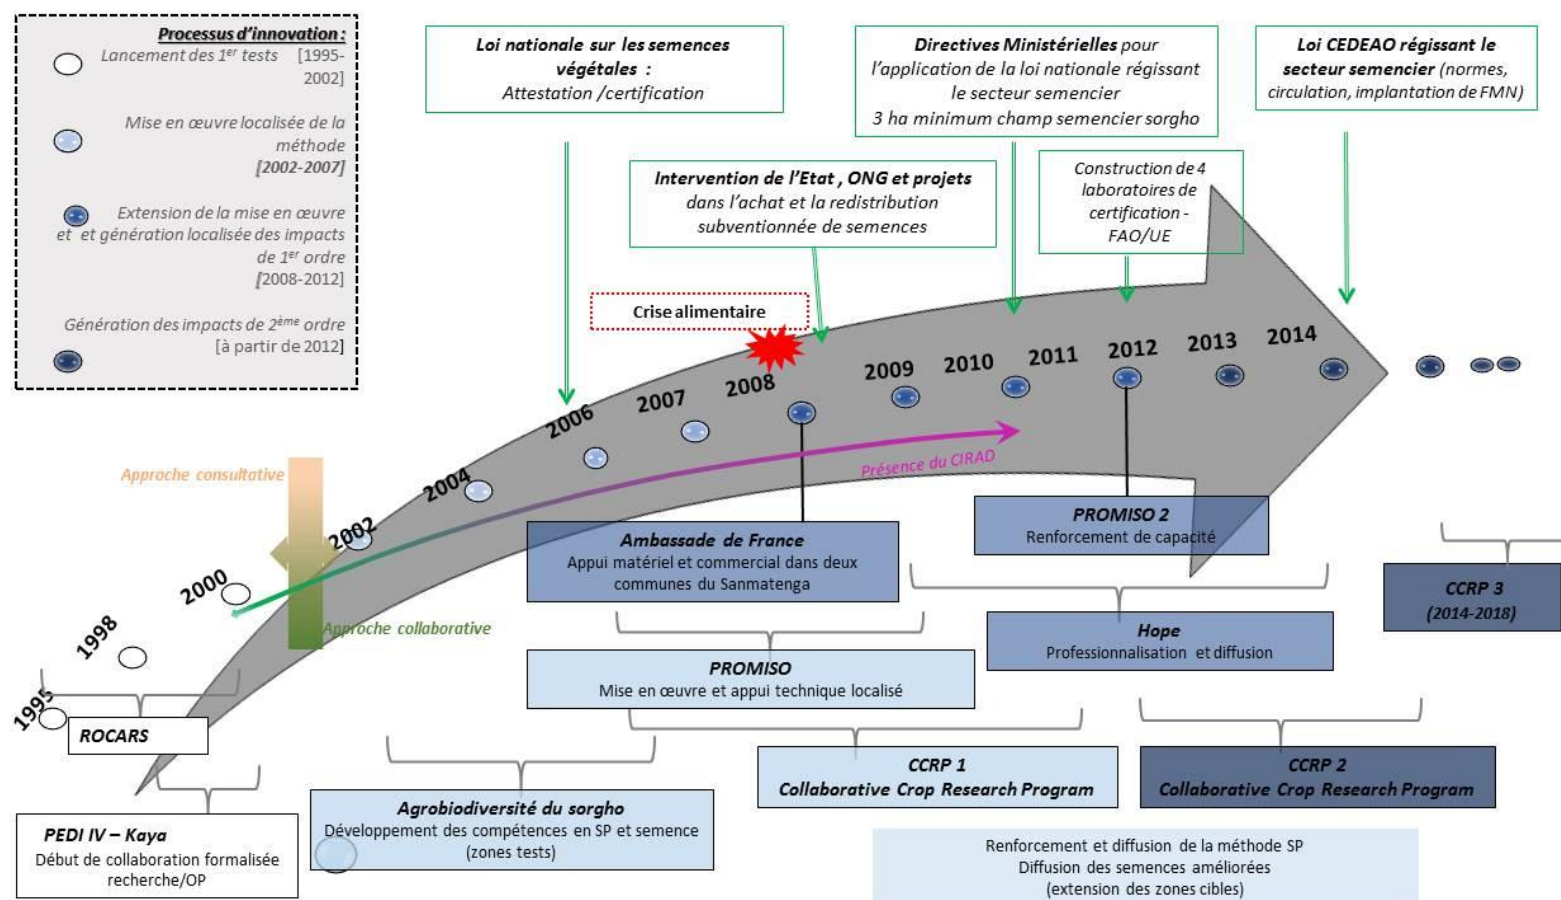 Processus d'innovation :
Lancement des 1er tests [1995-
2002]
Mise en œuvre localisée de la
méthode
[2002-2007]
Extension de la mise en œuvre
et et génération localisée des impacts
de 1er ordre
[2008-2012]
Génération des impacts de 2ème ordre
[à partir de 2012]
Loi nationale sur les semences
végétales :
Attestation /certification
Directives Ministérielles pour
l'application de la loi nationale régissant
le secteur semencier
3 ha minimum champ semencier sorgho
Loi CEDEAO régissant le
secteur semencier (normes,
circulation, implantation de FMN)
Intervention de l'Etat , ONG et projets
dans l'achat et la redistribution
subventionnée de semences
Construction de 4
laboratoires de
certification -
FAO/UE
Crise alimentaire
1995
1998
2000
2002
2004
2006
2007
2008
2009
2010
2011
2012
2013
2014
Approche consultative
Approche collaborative
Présence du CIRAD
Ambassade de France
Appui matériel et commercial dans deux
communes du Sanmatenga
PROMISO 2
Renforcement de capacité
CCRP 3
(2014-2018)
Hope
Professionnalisation et diffusion
PROMISO
Mise en œuvre et appui technique localisé
ROCARS
CCRP 1
Collaborative Crop Research Program
CCRP 2
Collaborative Crop Research Program
Agrobiodiversité du sorgho
Développement des compétences en SP et semence
(zones tests)
PEDI IV – Kaya
Début de collaboration formalisée
recherche/OP
Renforcement et diffusion de la méthode SP
Diffusion des semences améliorées
(extension des zones cibles)